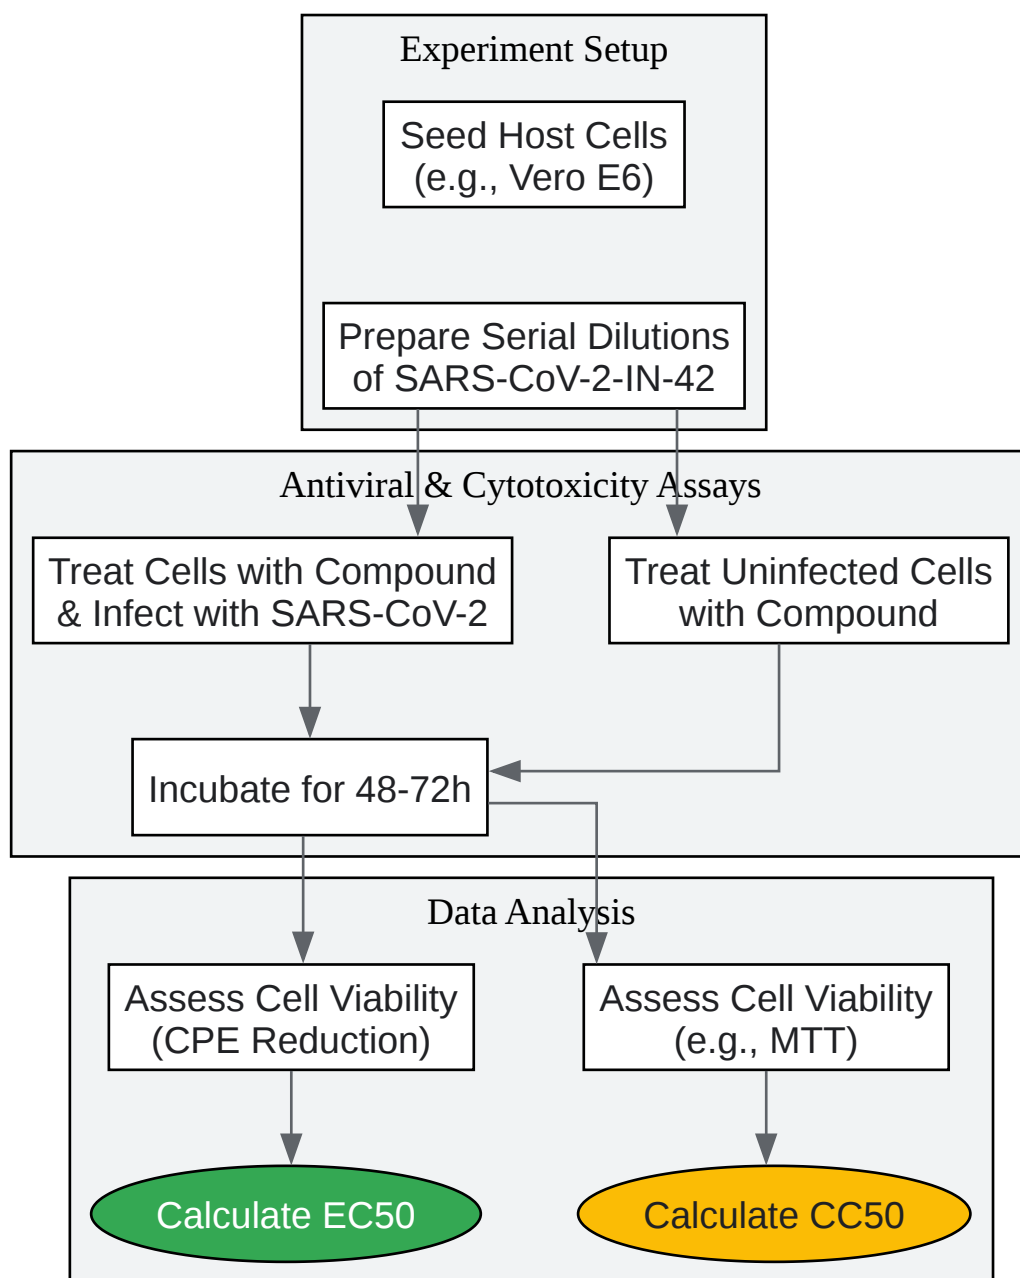 Experiment Setup
Seed Host Cells
(e.g., Vero E6)
Prepare Serial Dilutions
of SARS-CoV-2-IN-42
Antiviral & Cytotoxicity Assays
Treat Cells with Compound
& Infect with SARS-CoV-2
Treat Uninfected Cells
with Compound
Incubate for 48-72h
Data Analysis
Assess Cell Viability
(CPE Reduction)
Assess Cell Viability
(e.g., MTT)
Calculate EC50
Calculate CC50